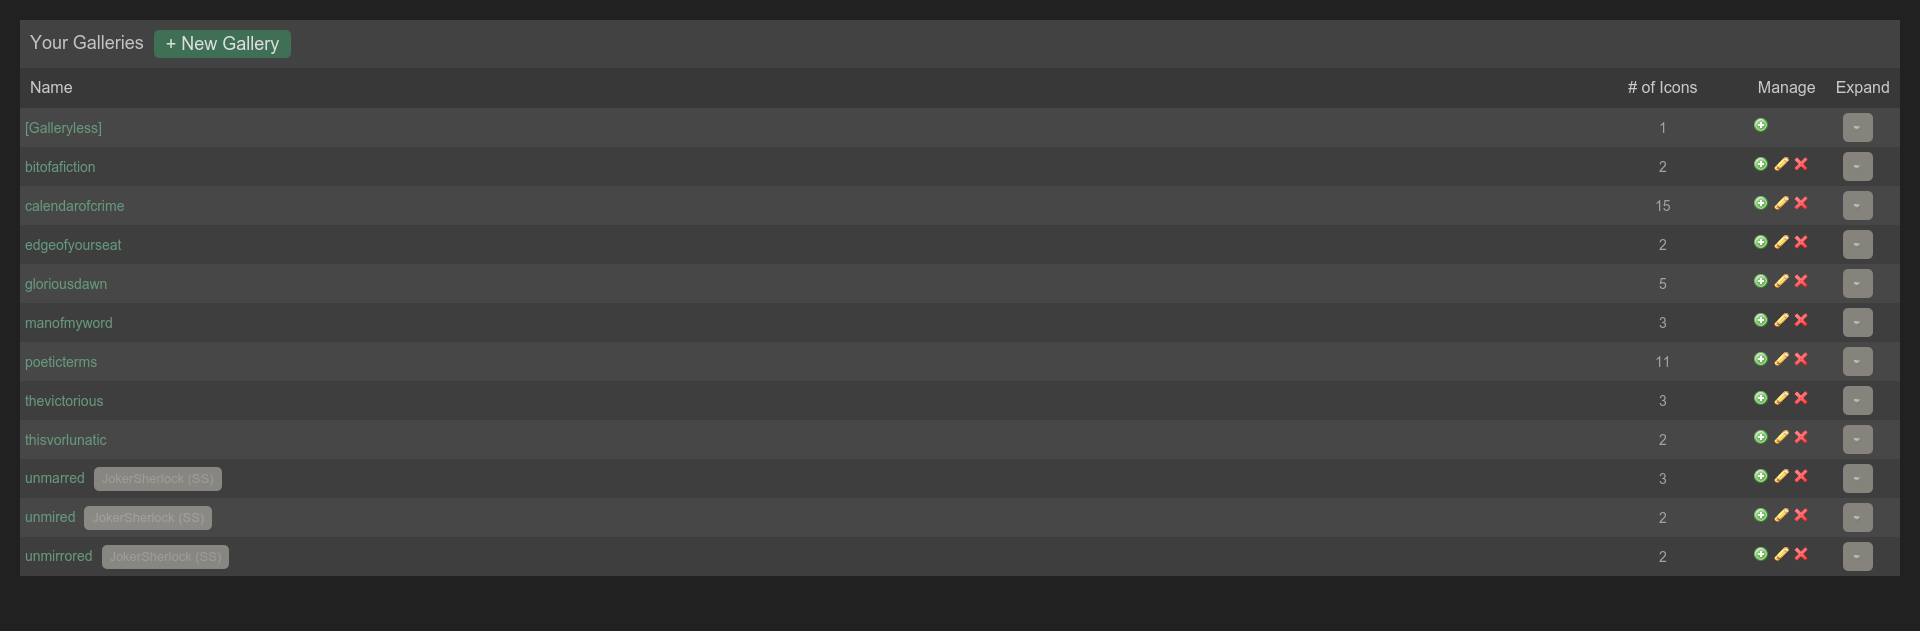 Your Galleries + New Gallery
Name # of Icons Manage Expand
[Galleryless] 1
bitofafiction 2
calendarofcrime 15
edgeofyourseat 2
gloriousdawn 5
manofmyword 3
poeticterms 11
thevictorious 3
thisvorlunatic 2
unmarred JokerSherlock (SS) 3
unmired JokerSherlock (SS) 2
unmirrored JokerSherlock (SS) 2